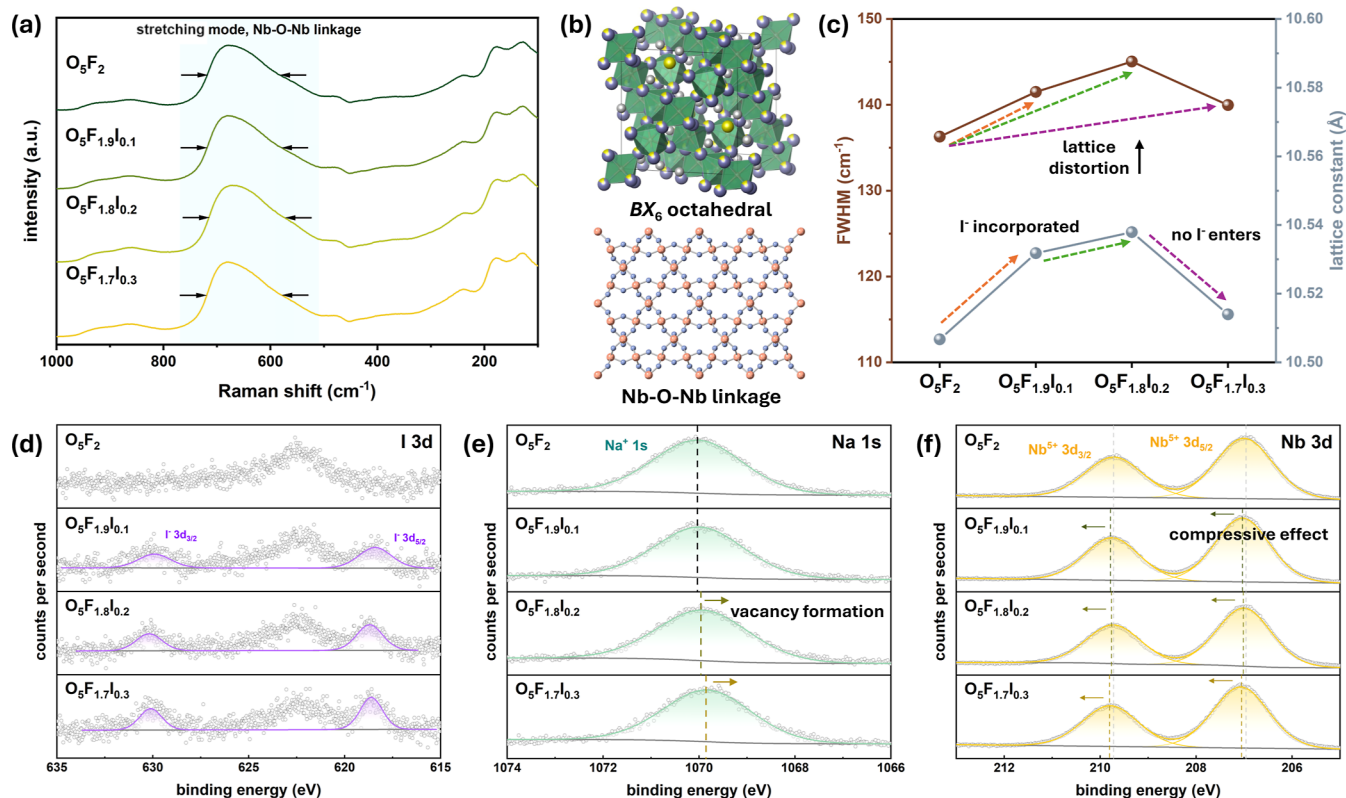 (a)
stretching mode, Nb-O-Nb linkage
O₅F₂
O₅F₁.₉I₀.₁
O₅F₁.₈I₀.₂
O₅F₁.₇I₀.₃
intensity (a.u.)
1000 800 600 400 200
Raman shift (cm⁻¹)
(b)
BX₆ octahedral
Nb-O-Nb linkage
(c)
150
145
140
135
130
125
120
115
110
FWHM (cm⁻¹)
lattice
distortion
I⁻ incorporated
no I⁻ enters
10.60
10.58
10.56
10.54
10.52
10.50
lattice constant (Å)
O₅F₂ O₅F₁.₉I₀.₁ O₅F₁.₈I₀.₂ O₅F₁.₇I₀.₃
(d)
O₅F₂
I 3d
O₅F₁.₉I₀.₁
I⁻ 3d₃/₂
I⁻ 3d₅/₂
O₅F₁.₈I₀.₂
O₅F₁.₇I₀.₃
counts per second
635 630 625 620 615
binding energy (eV)
(e)
O₅F₂
Na⁺ 1s
Na 1s
O₅F₁.₉I₀.₁
O₅F₁.₈I₀.₂
vacancy formation
O₅F₁.₇I₀.₃
counts per second
1074 1072 1070 1068 1066
binding energy (eV)
(f)
O₅F₂
Nb⁵⁺ 3d₃/₂
Nb⁵⁺ 3d₅/₂
Nb 3d
O₅F₁.₉I₀.₁
compressive effect
O₅F₁.₈I₀.₂
O₅F₁.₇I₀.₃
counts per second
212 210 208 206
binding energy (eV)